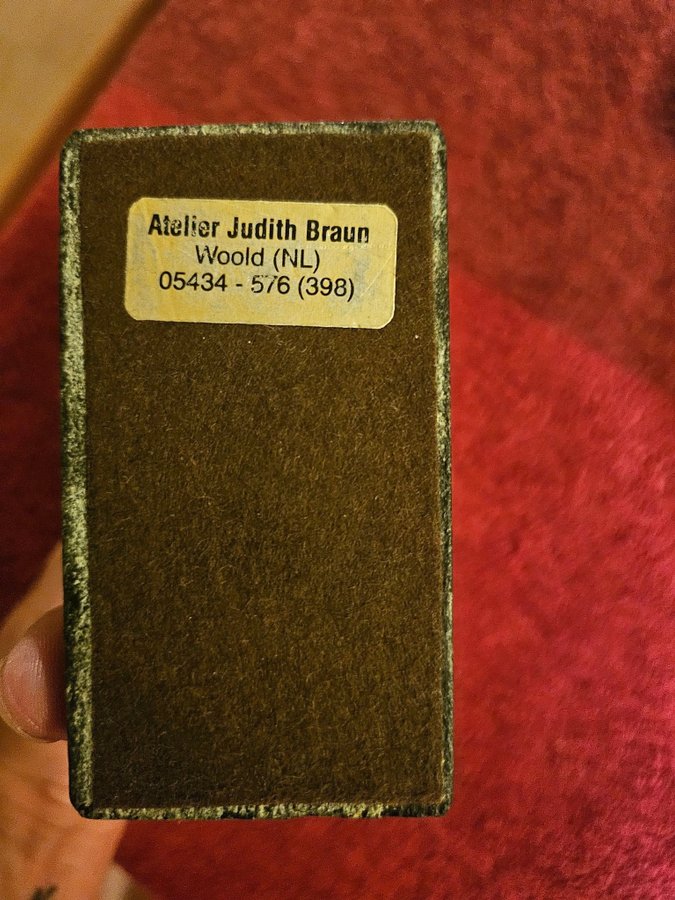 Atelier Judith Braun
Woold (NL)
05434 - 576 (398)